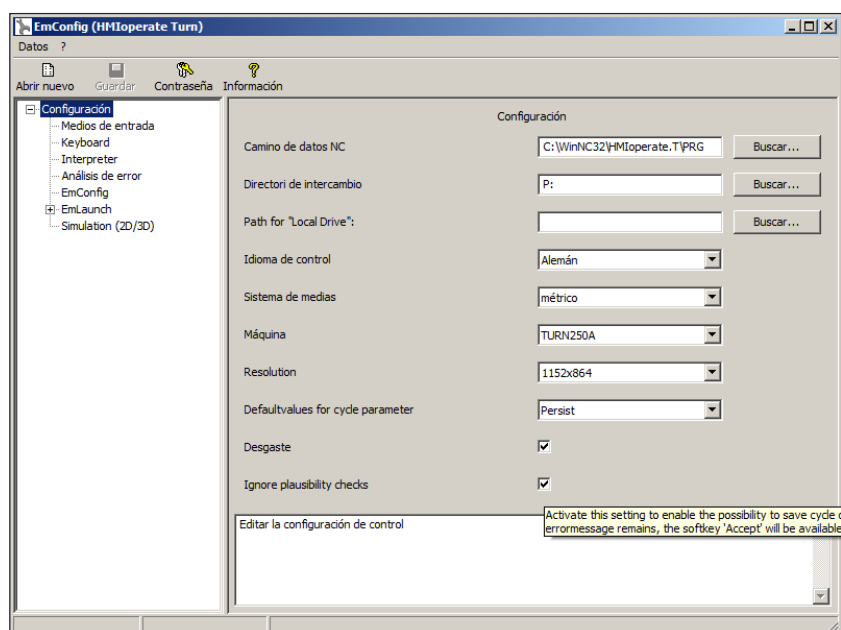 EmConfig (HMIoperate Turn)
Datos ?
Abrir nuevo Guardar Contraseña Información
Configuración
Medios de entrada
Keyboard
Interpreter
Análisis de error
EmConfig
EmLaunch
Simulation (2D/3D)
Configuración
Camino de datos NC C:\WinNC32\HMIoperate.T\PRG Buscar...
Directori de intercambio P: Buscar...
Path for "Local Drive": Buscar...
Idioma de control Alemán
Sistema de medias métrico
Máquina TURN250A
Resolution 1152x864
Defaultvalues for cycle parameter Persist
Desgaste
Ignore plausibility checks
Activate this setting to enable the possibility to save cycle
errormessage remains, the softkey 'Accept' will be available
Editar la configuración de control